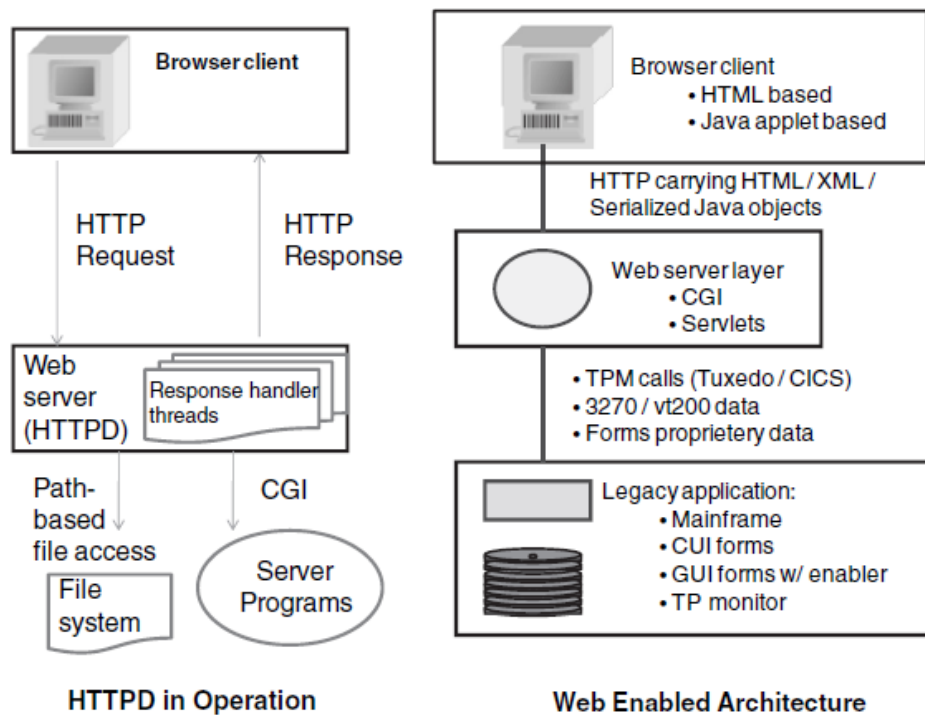 Browser client
HTTP
Request
HTTP
Response
Web
server
(HTTPD)
Response handler
threads
Path-
based
file access
CGI
File
system
Server
Programs
HTTPD in Operation
Browser client
• HTML based
• Java applet based
HTTP carrying HTML / XML /
Serialized Java objects
Web server layer
• CGI
• Servlets
• TPM calls (Tuxedo / CICS)
• 3270 / vt200 data
• Forms proprietery data
Legacy application:
• Mainframe
• CUI forms
• GUI forms w/ enabler
• TP monitor
Web Enabled Architecture